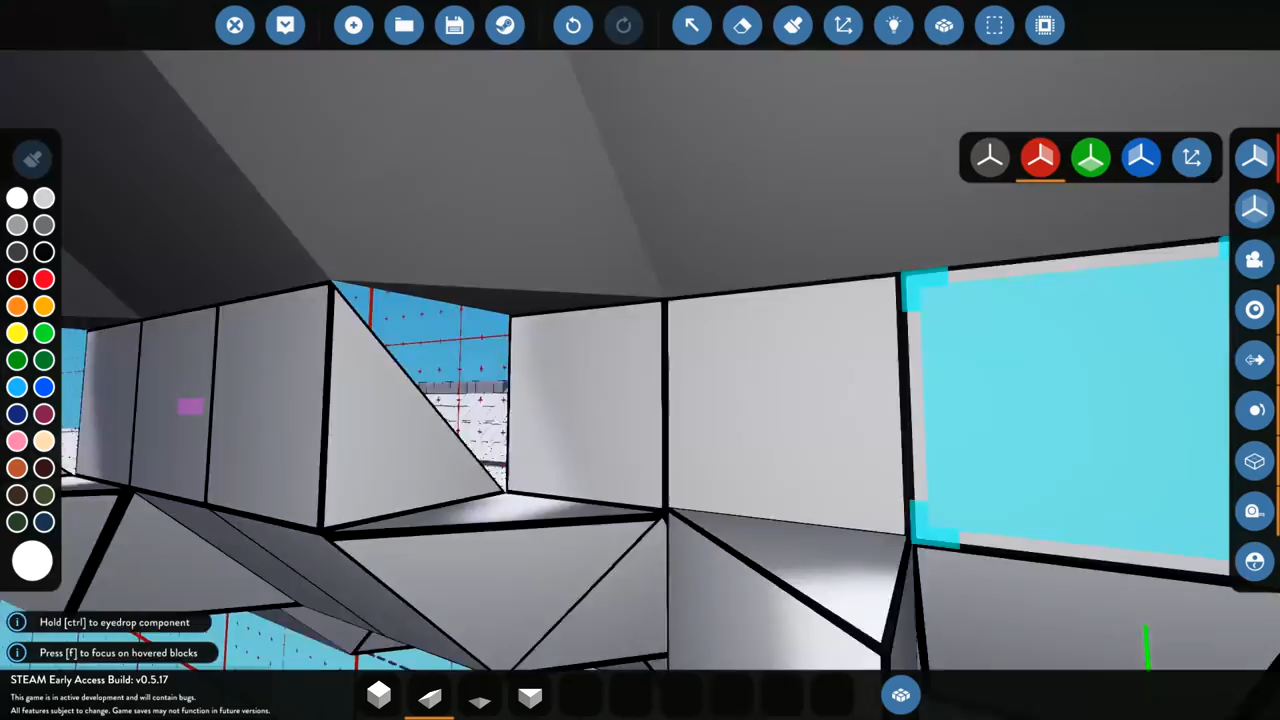 Hold [ctrl] to eyedrop component
Press [f] to focus on hovered blocks
STEAM Early Access Build: v0.5.17
This game is in active development and will contain bugs.
All features subject to change. Game saves may not function in future versions.